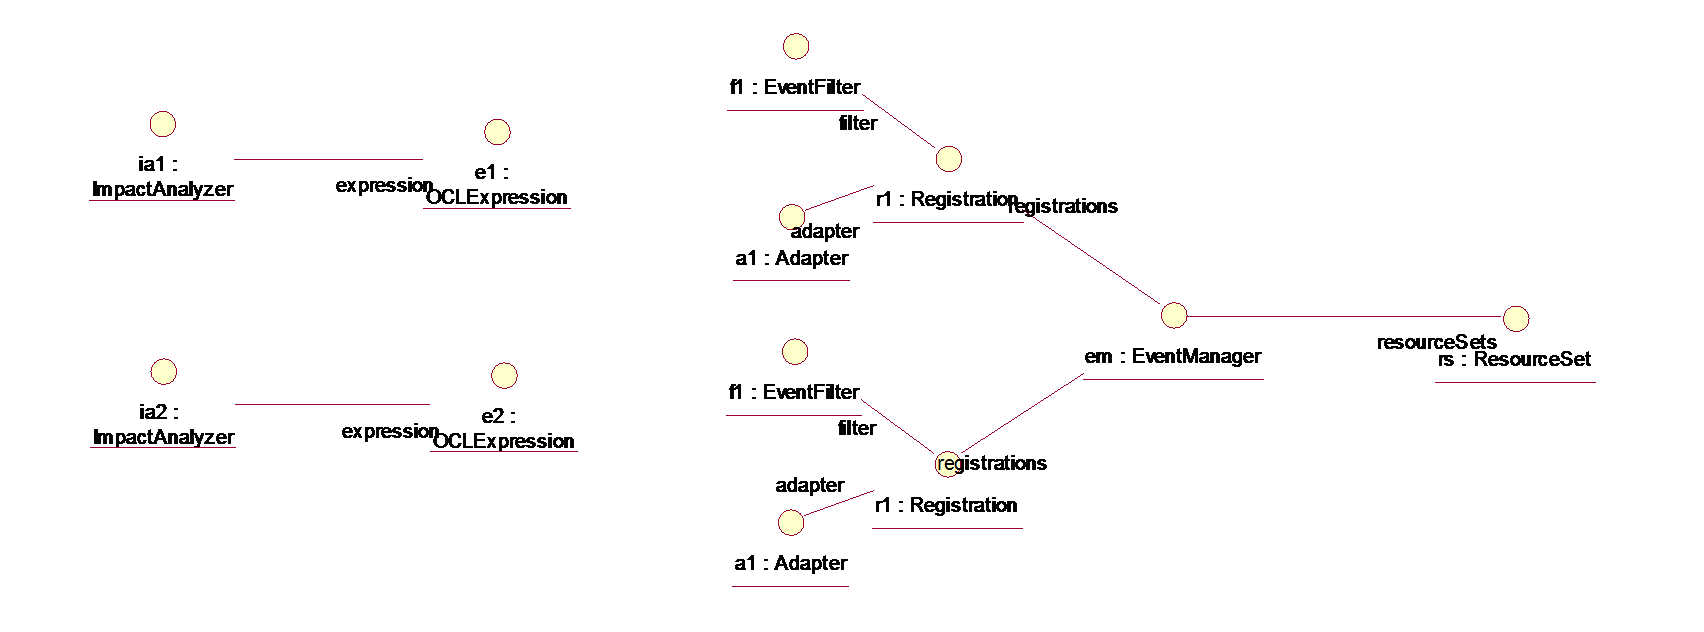 ia1 :
ImpactAnalyzer
expression
e1 :
OCLExpression
f1 : EventFilter
filter
r1 : Registration
registrations
adapter
a1 : Adapter
em : EventManager
resourceSets
rs : ResourceSet
ia2 :
ImpactAnalyzer
expression
e2 :
OCLExpression
f1 : EventFilter
filter
registrations
adapter
r1 : Registration
a1 : Adapter